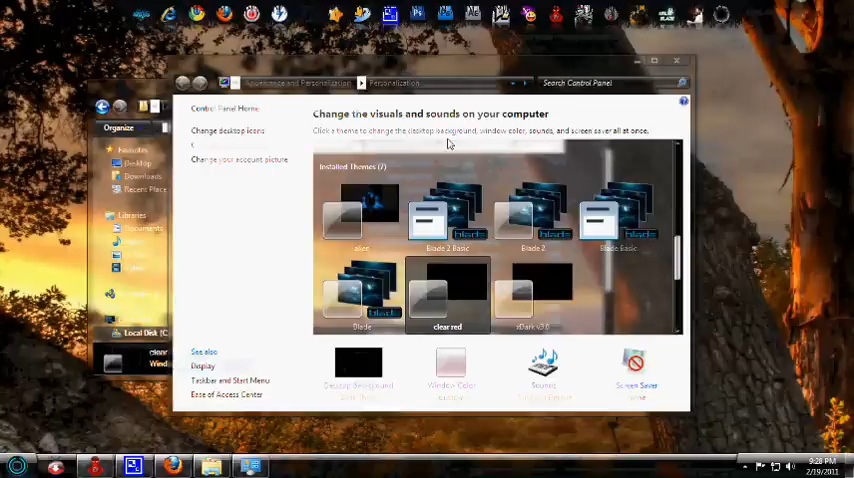 Appearance and Personalization
Personalization
Search Control Panel
Control Panel Home
Change desktop icons
Change your account picture
Change the visuals and sounds on your computer
Click a theme to change the desktop background, window color, sounds, and screen saver all at once.
Organize
Favorites
Desktop
Downloads
Recent Place
Libraries
Documents
Local Disk (C
Installed Themes (7)
alien
Blade 2 Basic
Blade 2
Blade Basic
Blade
clear red
xDark v3.0
clear
Wind
See also
Display
Taskbar and Start Menu
Ease of Access Center
Desktop Background
Window Color
Sounds
Screen Saver
9:28 PM
2/19/2011